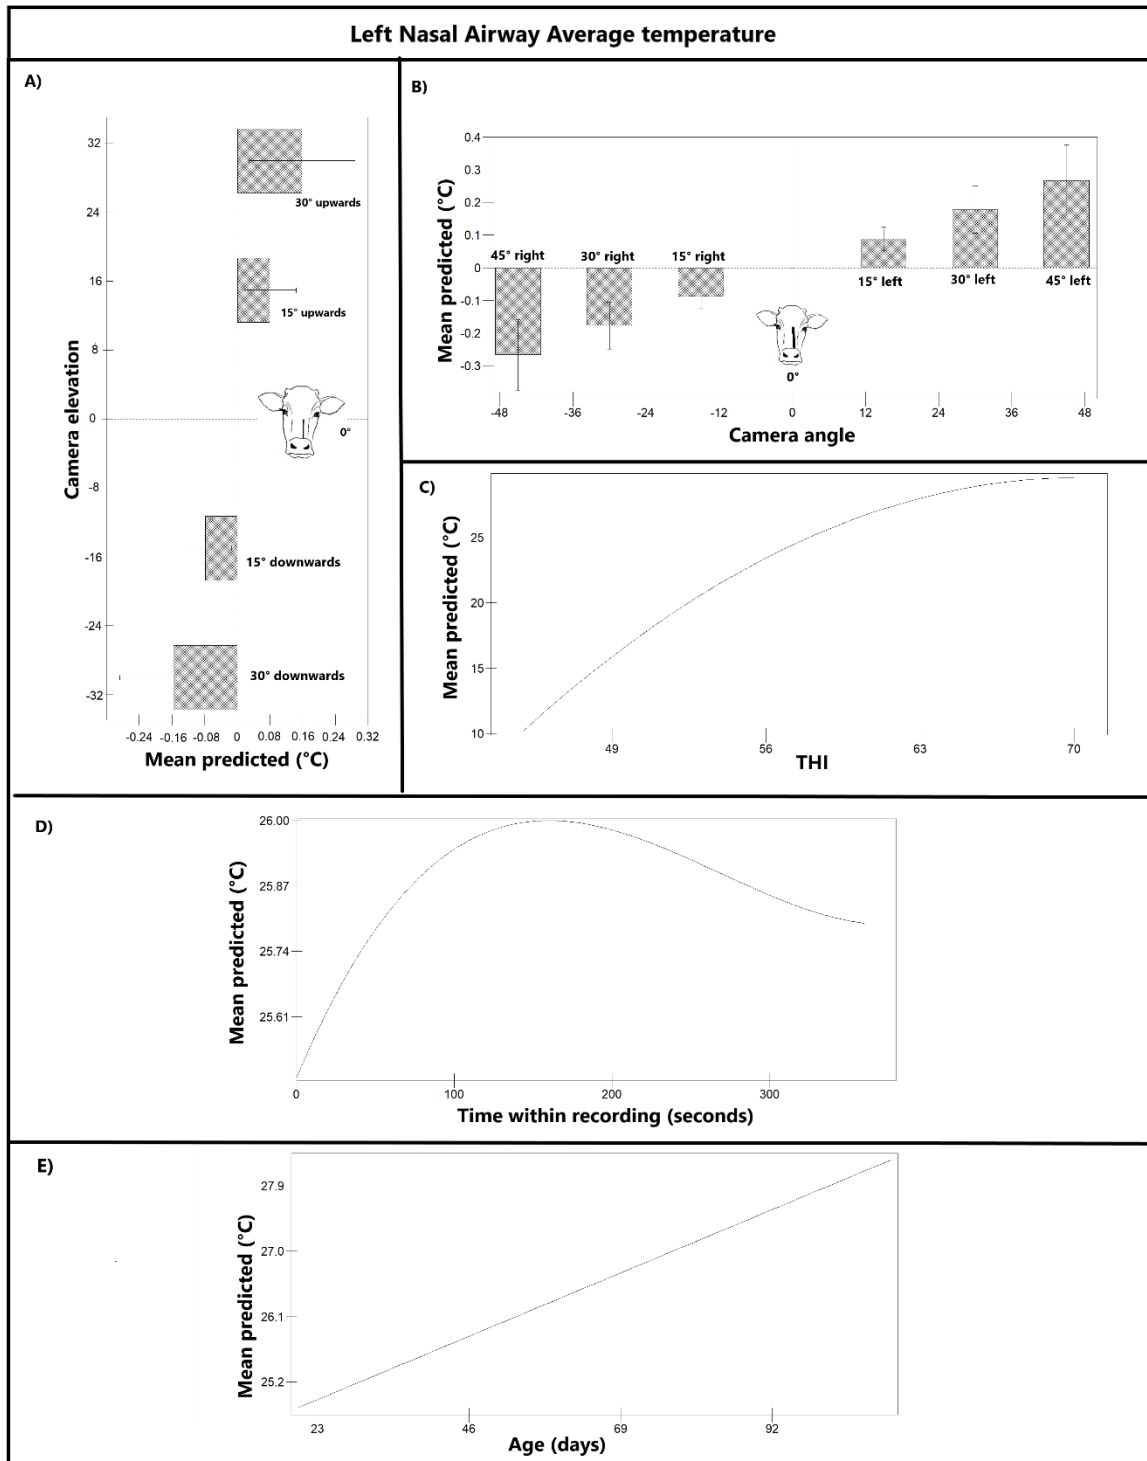 Left Nasal Airway Average temperature
A)
32
24
16
8
0
-8
-16
-24
-32
Camera elevation
30° upwards
15° upwards
0°
15° downwards
30° downwards
-0.24 -0.16 -0.08 0 0.08 0.16 0.24 0.32
Mean predicted (°C)
B)
Mean predicted (°C)
0.4
0.3
0.2
0.1
0
-0.1
-0.2
-0.3
45° right 30° right 15° right
15° left 30° left 45° left
0°
-48 -36 -24 -12 0 12 24 36 48
Camera angle
C)
Mean predicted (°C)
25
20
15
10
49 56 63 70
THI
D)
Mean predicted (°C)
26.00
25.87
25.74
25.61
0 100 200 300
Time within recording (seconds)
E)
Mean predicted (°C)
27.9
27.0
26.1
25.2
23 46 69 92
Age (days)